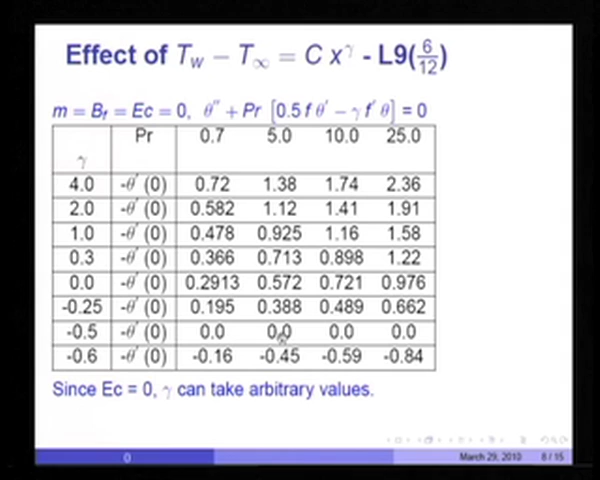 Effect of T_w − T_∞ = C x^γ - L9(6/12)
m = B_f = Ec = 0, θ'' + Pr [0.5 f θ' − γ f' θ] = 0
Pr 0.7 5.0 10.0 25.0
γ
4.0 -θ' (0) 0.72 1.38 1.74 2.36
2.0 -θ' (0) 0.582 1.12 1.41 1.91
1.0 -θ' (0) 0.478 0.925 1.16 1.58
0.3 -θ' (0) 0.366 0.713 0.898 1.22
0.0 -θ' (0) 0.2913 0.572 0.721 0.976
-0.25 -θ' (0) 0.195 0.388 0.489 0.662
-0.5 -θ' (0) 0.0 0.0 0.0 0.0
-0.6 -θ' (0) -0.16 -0.45 -0.59 -0.84
Since Ec = 0, γ can take arbitrary values.
() March 29, 2010 8 / 15